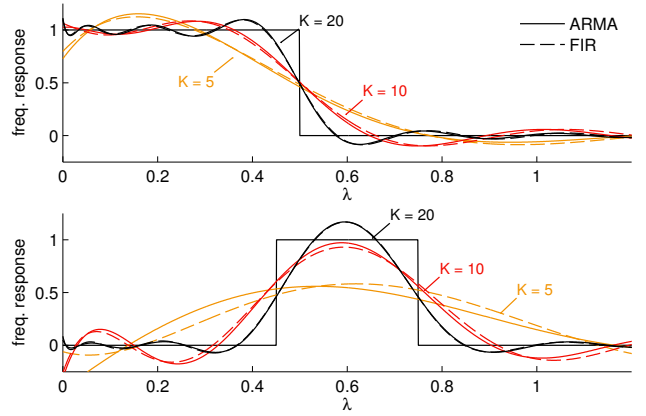 K = 20
ARMA
FIR
K = 5
K = 10
freq. response
1
0.5
0
0 0.2 0.4 0.6 0.8 1
λ
K = 20
K = 10
K = 5
freq. response
1
0.5
0
0 0.2 0.4 0.6 0.8 1
λ